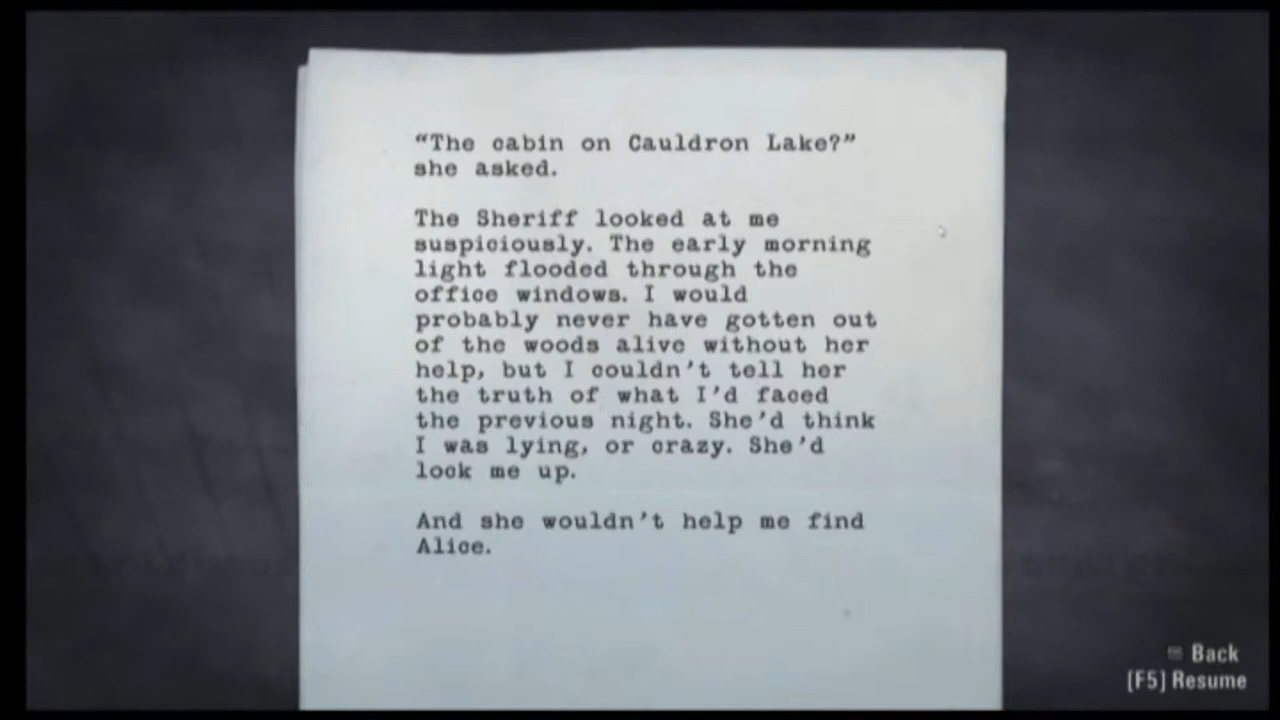 “The cabin on Cauldron Lake?”
she asked.
The Sheriff looked at me
suspiciously. The early morning
light flooded through the
office windows. I would
probably never have gotten out
of the woods alive without her
help, but I couldn’t tell her
the truth of what I’d faced
the previous night. She’d think
I was lying, or crazy. She’d
lock me up.
And she wouldn’t help me find
Alice.
Back
[F5] Resume